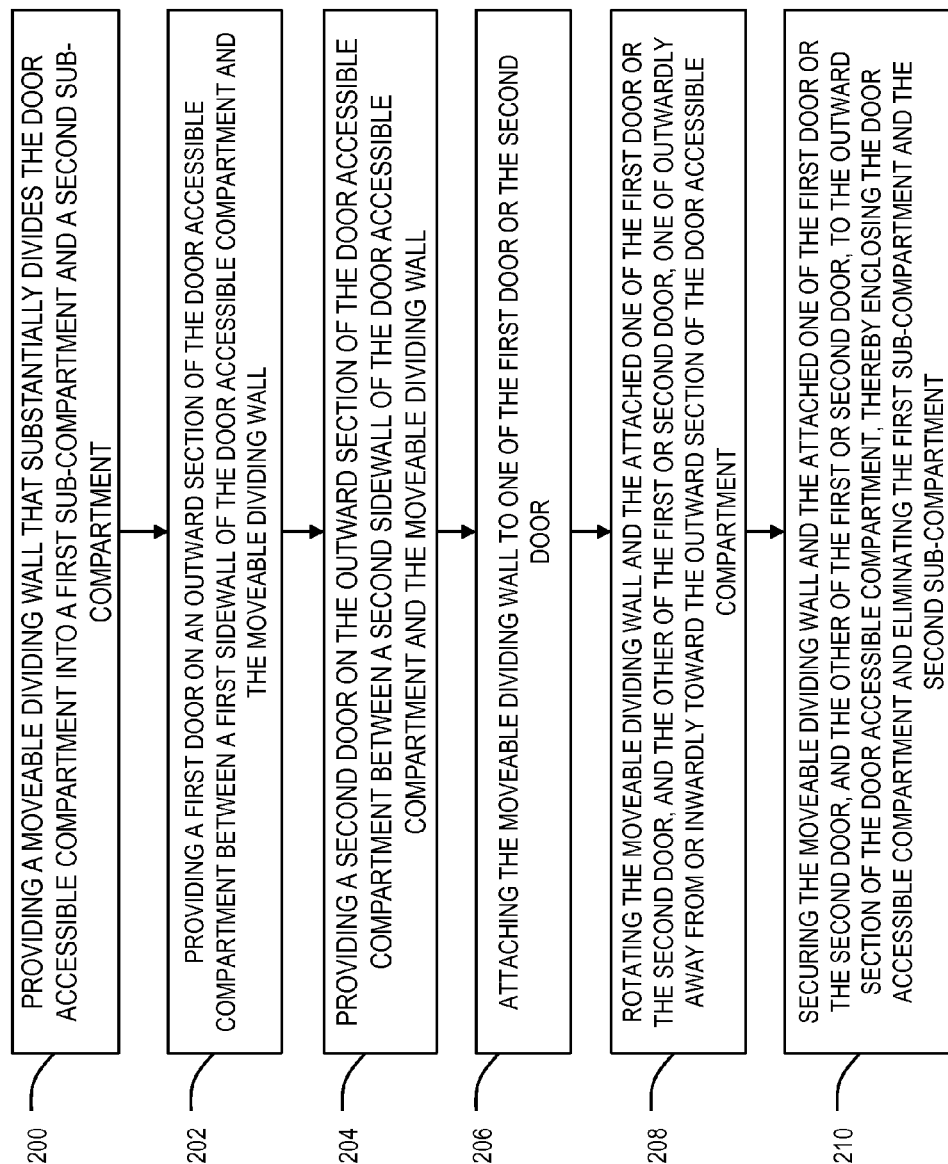 200
PROVIDING A MOVEABLE DIVIDING WALL THAT SUBSTANTIALLY DIVIDES THE DOOR
ACCESSIBLE COMPARTMENT INTO A FIRST SUB-COMPARTMENT AND A SECOND SUB-
COMPARTMENT
202
PROVIDING A FIRST DOOR ON AN OUTWARD SECTION OF THE DOOR ACCESSIBLE
COMPARTMENT BETWEEN A FIRST SIDEWALL OF THE DOOR ACCESSIBLE COMPARTMENT AND
THE MOVEABLE DIVIDING WALL
204
PROVIDING A SECOND DOOR ON THE OUTWARD SECTION OF THE DOOR ACCESSIBLE
COMPARTMENT BETWEEN A SECOND SIDEWALL OF THE DOOR ACCESSIBLE
COMPARTMENT AND THE MOVEABLE DIVIDING WALL
206
ATTACHING THE MOVEABLE DIVIDING WALL TO ONE OF THE FIRST DOOR OR THE SECOND
DOOR
208
ROTATING THE MOVEABLE DIVIDING WALL AND THE ATTACHED ONE OF THE FIRST DOOR OR
THE SECOND DOOR, AND THE OTHER OF THE FIRST OR SECOND DOOR, ONE OF OUTWARDLY
AWAY FROM OR INWARDLY TOWARD THE OUTWARD SECTION OF THE DOOR ACCESSIBLE
COMPARTMENT
210
SECURING THE MOVEABLE DIVIDING WALL AND THE ATTACHED ONE OF THE FIRST DOOR OR
THE SECOND DOOR, AND THE OTHER OF THE FIRST OR SECOND DOOR, TO THE OUTWARD
SECTION OF THE DOOR ACCESSIBLE COMPARTMENT, THEREBY ENCLOSING THE DOOR
ACCESSIBLE COMPARTMENT AND ELIMINATING THE FIRST SUB-COMPARTMENT AND THE
SECOND SUB-COMPARTMENT